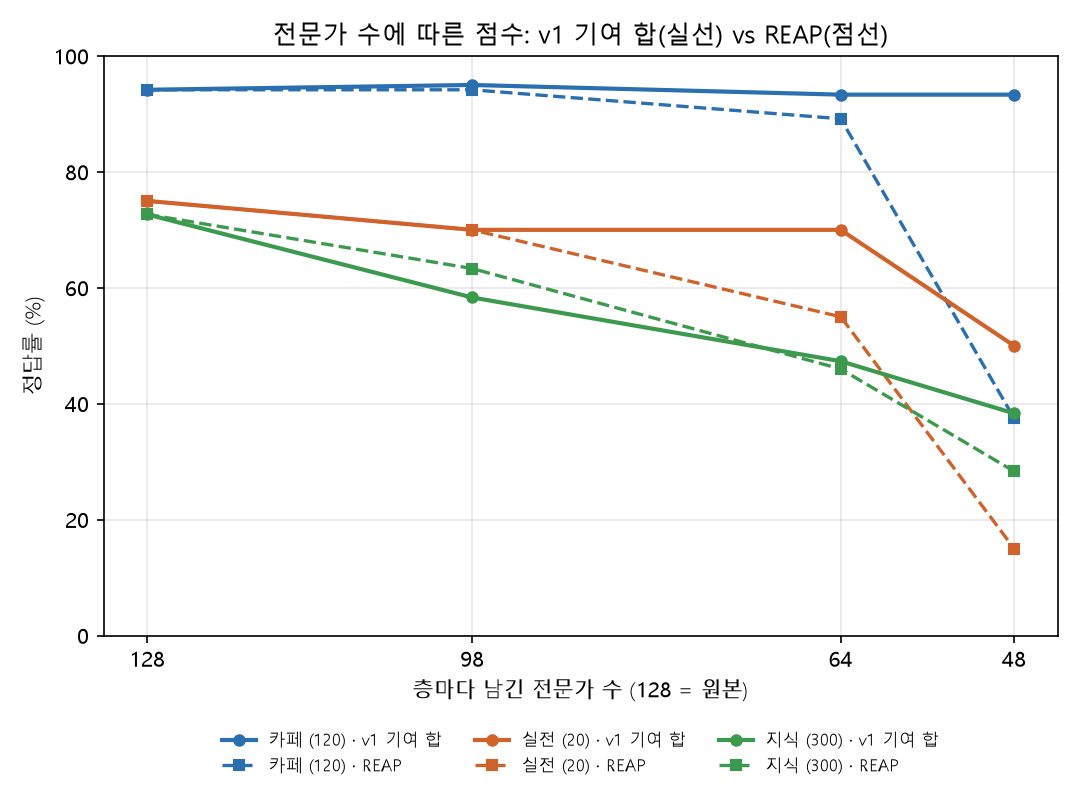 전문가 수에 따른 점수: v1 기여 합(실선) vs REAP(점선)
정답률 (%)
100
80
60
40
20
0
128 98 64 48
층마다 남긴 전문가 수 (128 = 원본)
카페 (120) · v1 기여 합 실전 (20) · v1 기여 합 지식 (300) · v1 기여 합
카페 (120) · REAP 실전 (20) · REAP 지식 (300) · REAP